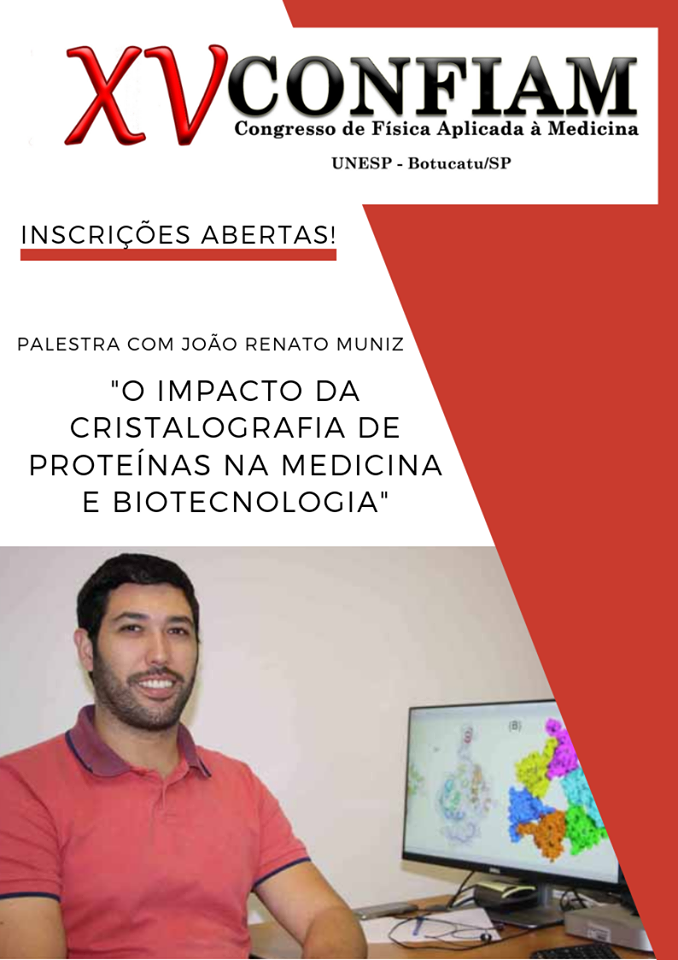 XV CONFIAM
Congresso de Física Aplicada à Medicina
UNESP - Botucatu/SP
INSCRIÇÕES ABERTAS!
PALESTRA COM JOÃO RENATO MUNIZ
"O IMPACTO DA
CRISTALOGRAFIA DE
PROTEÍNAS NA MEDICINA
E BIOTECNOLOGIA"
(B)
DELL